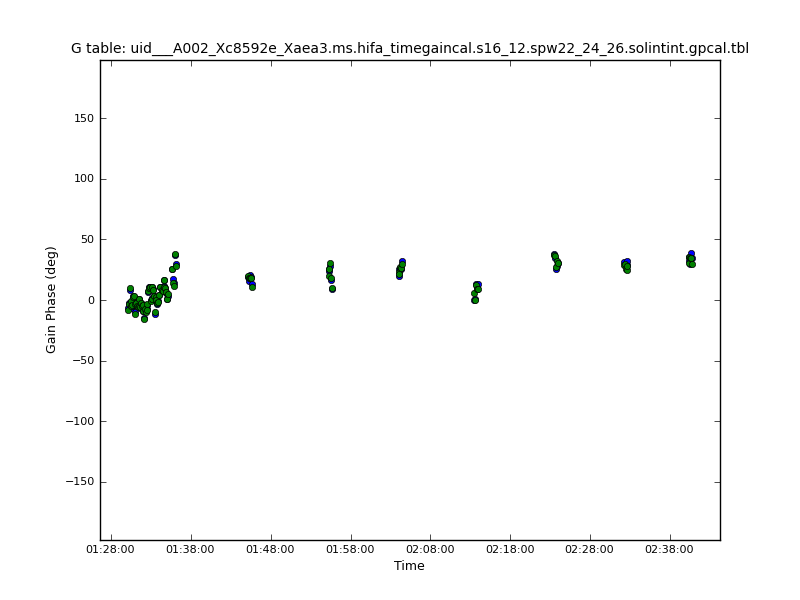 G table: uid___A002_Xc8592e_Xaea3.ms.hifa_timegaincal.s16_12.spw22_24_26.solintint.gpcal.tbl
150
100
50
0
−50
−100
−150
Gain Phase (deg)
01:28:00 01:38:00 01:48:00 01:58:00 02:08:00 02:18:00 02:28:00 02:38:00
Time